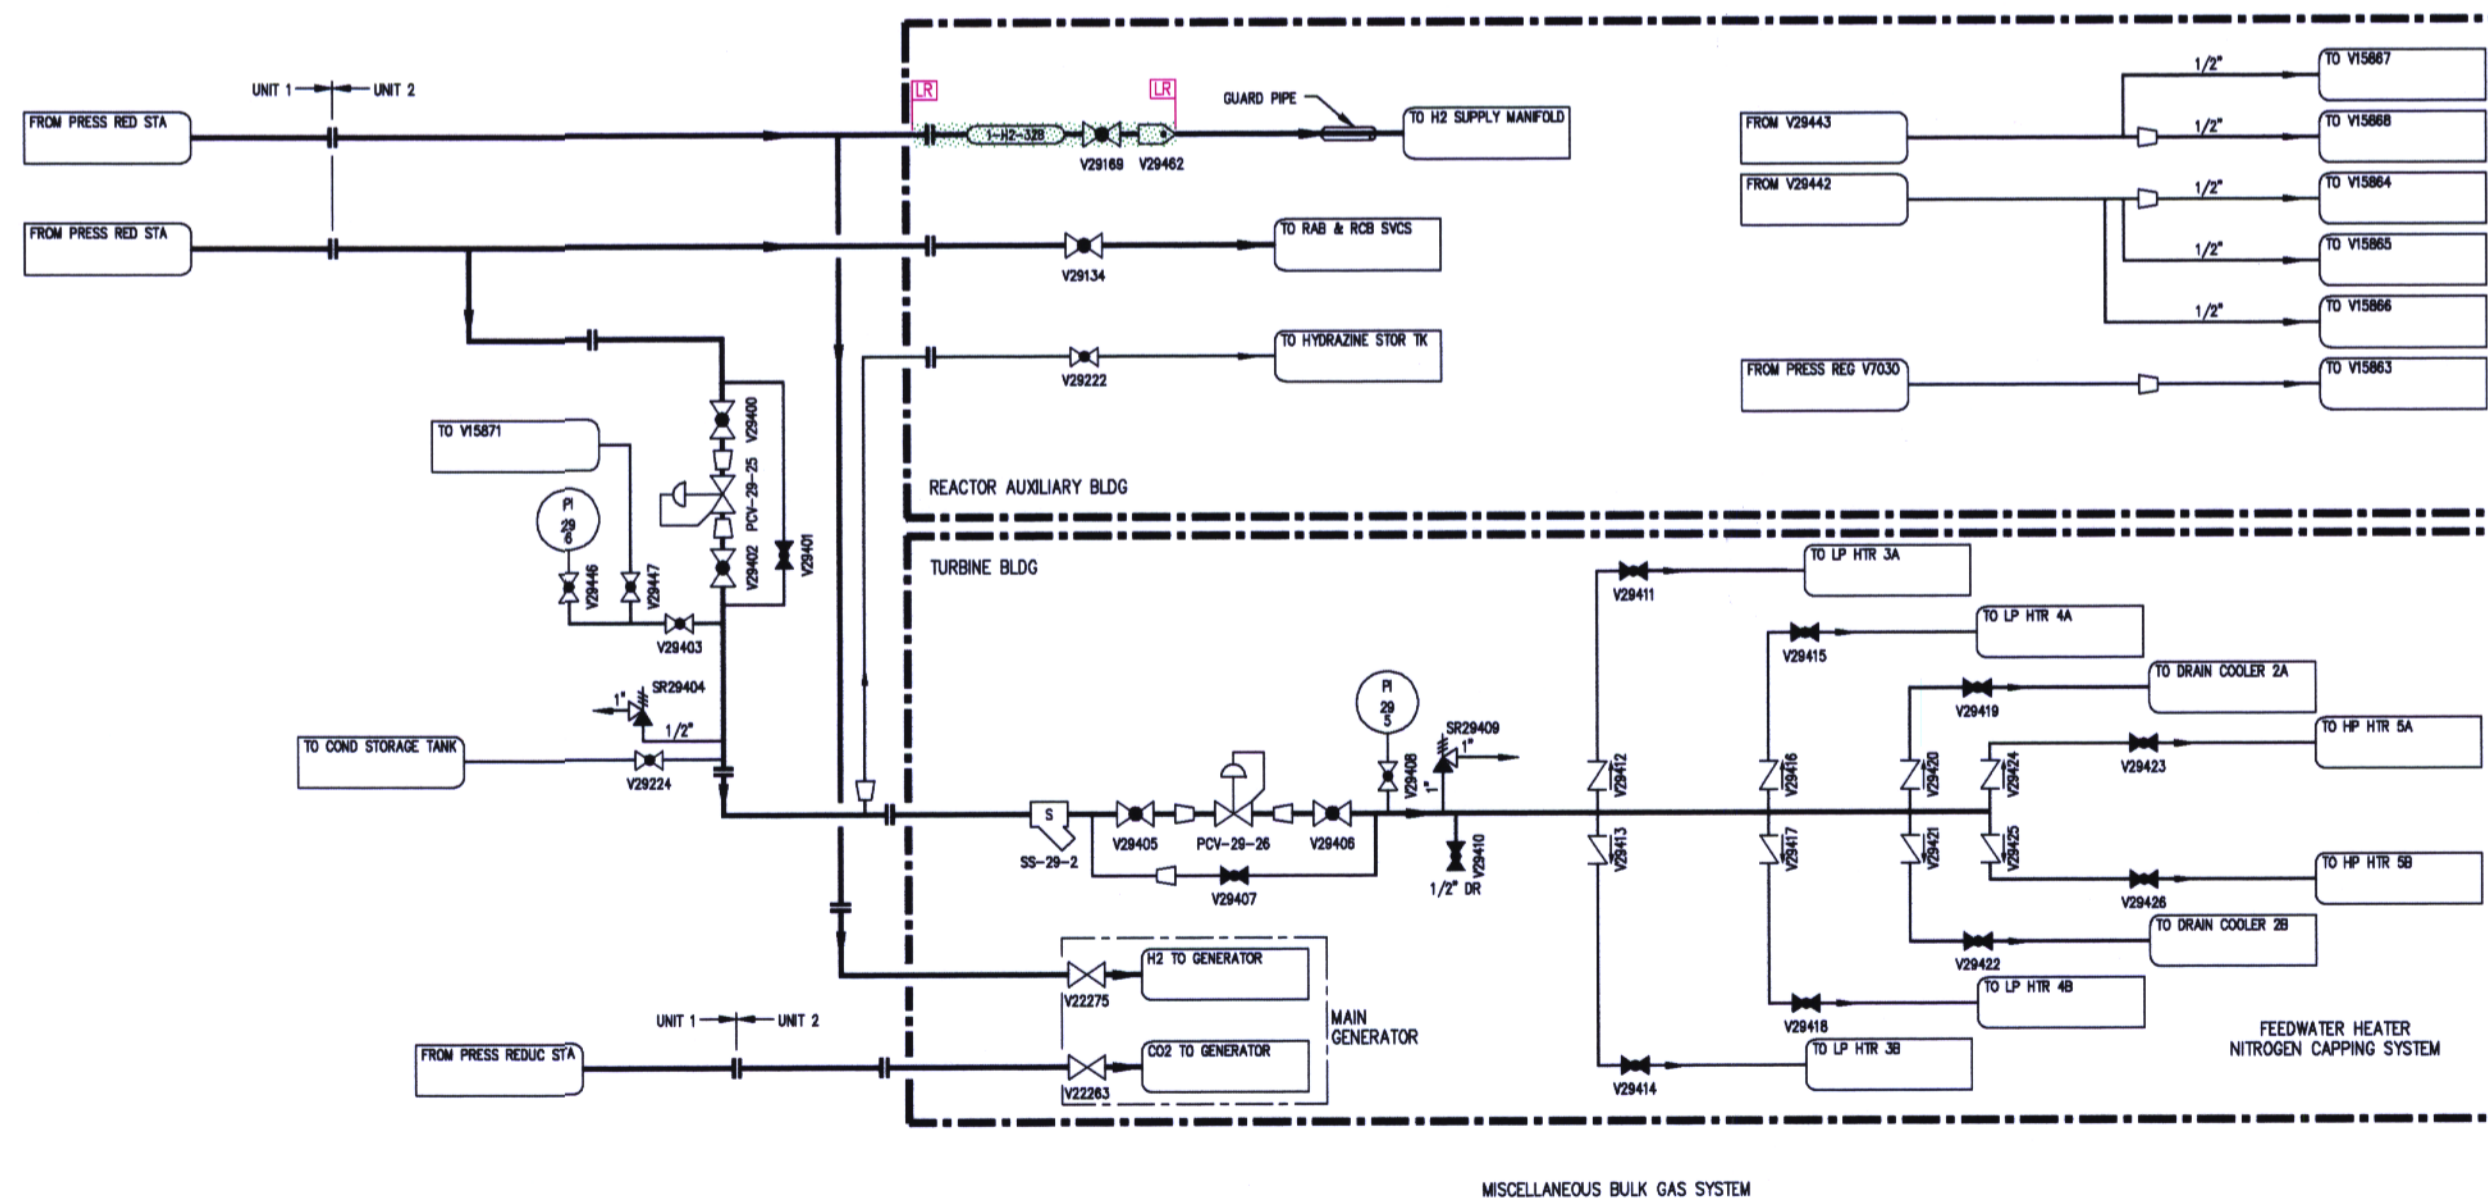 UNIT 1
UNIT 2
FROM PRESS RED STA
LR
LR
1-H2-328
V29169
V29462
GUARD PIPE
TO H2 SUPPLY MANIFOLD
FROM PRESS RED STA
V29134
TO RAB & RCB SVCS
V29222
TO HYDRAZINE STOR TK
REACTOR AUXILIARY BLDG
FROM V29443
1/2"
TO V15867
1/2"
TO V15868
FROM V29442
1/2"
TO V15864
1/2"
TO V15865
1/2"
TO V15866
FROM PRESS REG V7030
TO V15863
TO V15871
V29400
PCV-29-25
V29402
V29401
PI
29
6
V29446
V29447
V29403
SR29404
1"
1/2"
TO COND STORAGE TANK
V29224
TURBINE BLDG
S
SS-29-2
V29405
PCV-29-26
V29406
V29407
PI
29
5
V29408
SR29409
1"
1"
V29410
1/2" DR
V29411
TO LP HTR 3A
V29415
TO LP HTR 4A
V29419
TO DRAIN COOLER 2A
V29423
TO HP HTR 5A
V29412
V29416
V29420
V29424
V29413
V29417
V29421
V29425
TO HP HTR 5B
V29426
TO DRAIN COOLER 2B
V29422
TO LP HTR 4B
V29418
TO LP HTR 3B
V29414
FEEDWATER HEATER
NITROGEN CAPPING SYSTEM
H2 TO GENERATOR
V22275
MAIN
GENERATOR
UNIT 1
UNIT 2
FROM PRESS REDUC STA
CO2 TO GENERATOR
V22263
MISCELLANEOUS BULK GAS SYSTEM